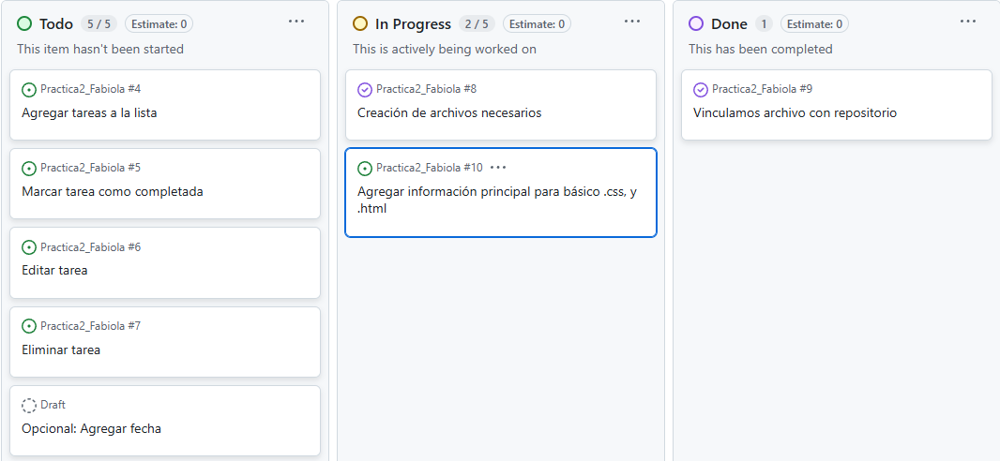 Todo 5 / 5 Estimate: 0
This item hasn't been started
Practica2_Fabiola #4
Agregar tareas a la lista
Practica2_Fabiola #5
Marcar tarea como completada
Practica2_Fabiola #6
Editar tarea
Practica2_Fabiola #7
Eliminar tarea
Draft
Opcional: Agregar fecha
In Progress 2 / 5 Estimate: 0
This is actively being worked on
Practica2_Fabiola #8
Creación de archivos necesarios
Practica2_Fabiola #10
Agregar información principal para básico .css, y
.html
Done 1 Estimate: 0
This has been completed
Practica2_Fabiola #9
Vinculamos archivo con repositorio